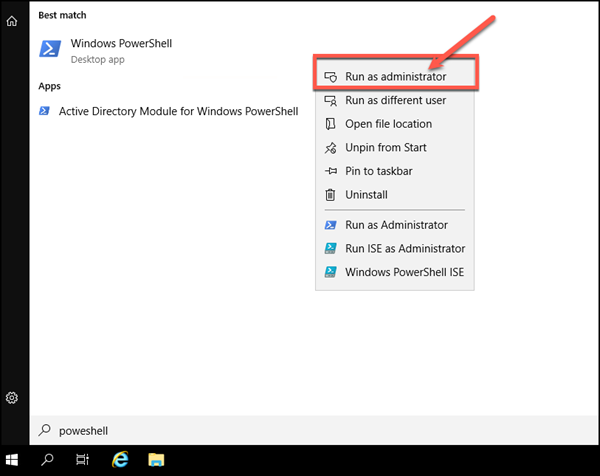 Best match
Windows PowerShell
Desktop app
Apps
Active Directory Module for Windows PowerShell
Run as administrator
Run as different user
Open file location
Unpin from Start
Pin to taskbar
Uninstall
Run as Administrator
Run ISE as Administrator
Windows PowerShell ISE
poweshell